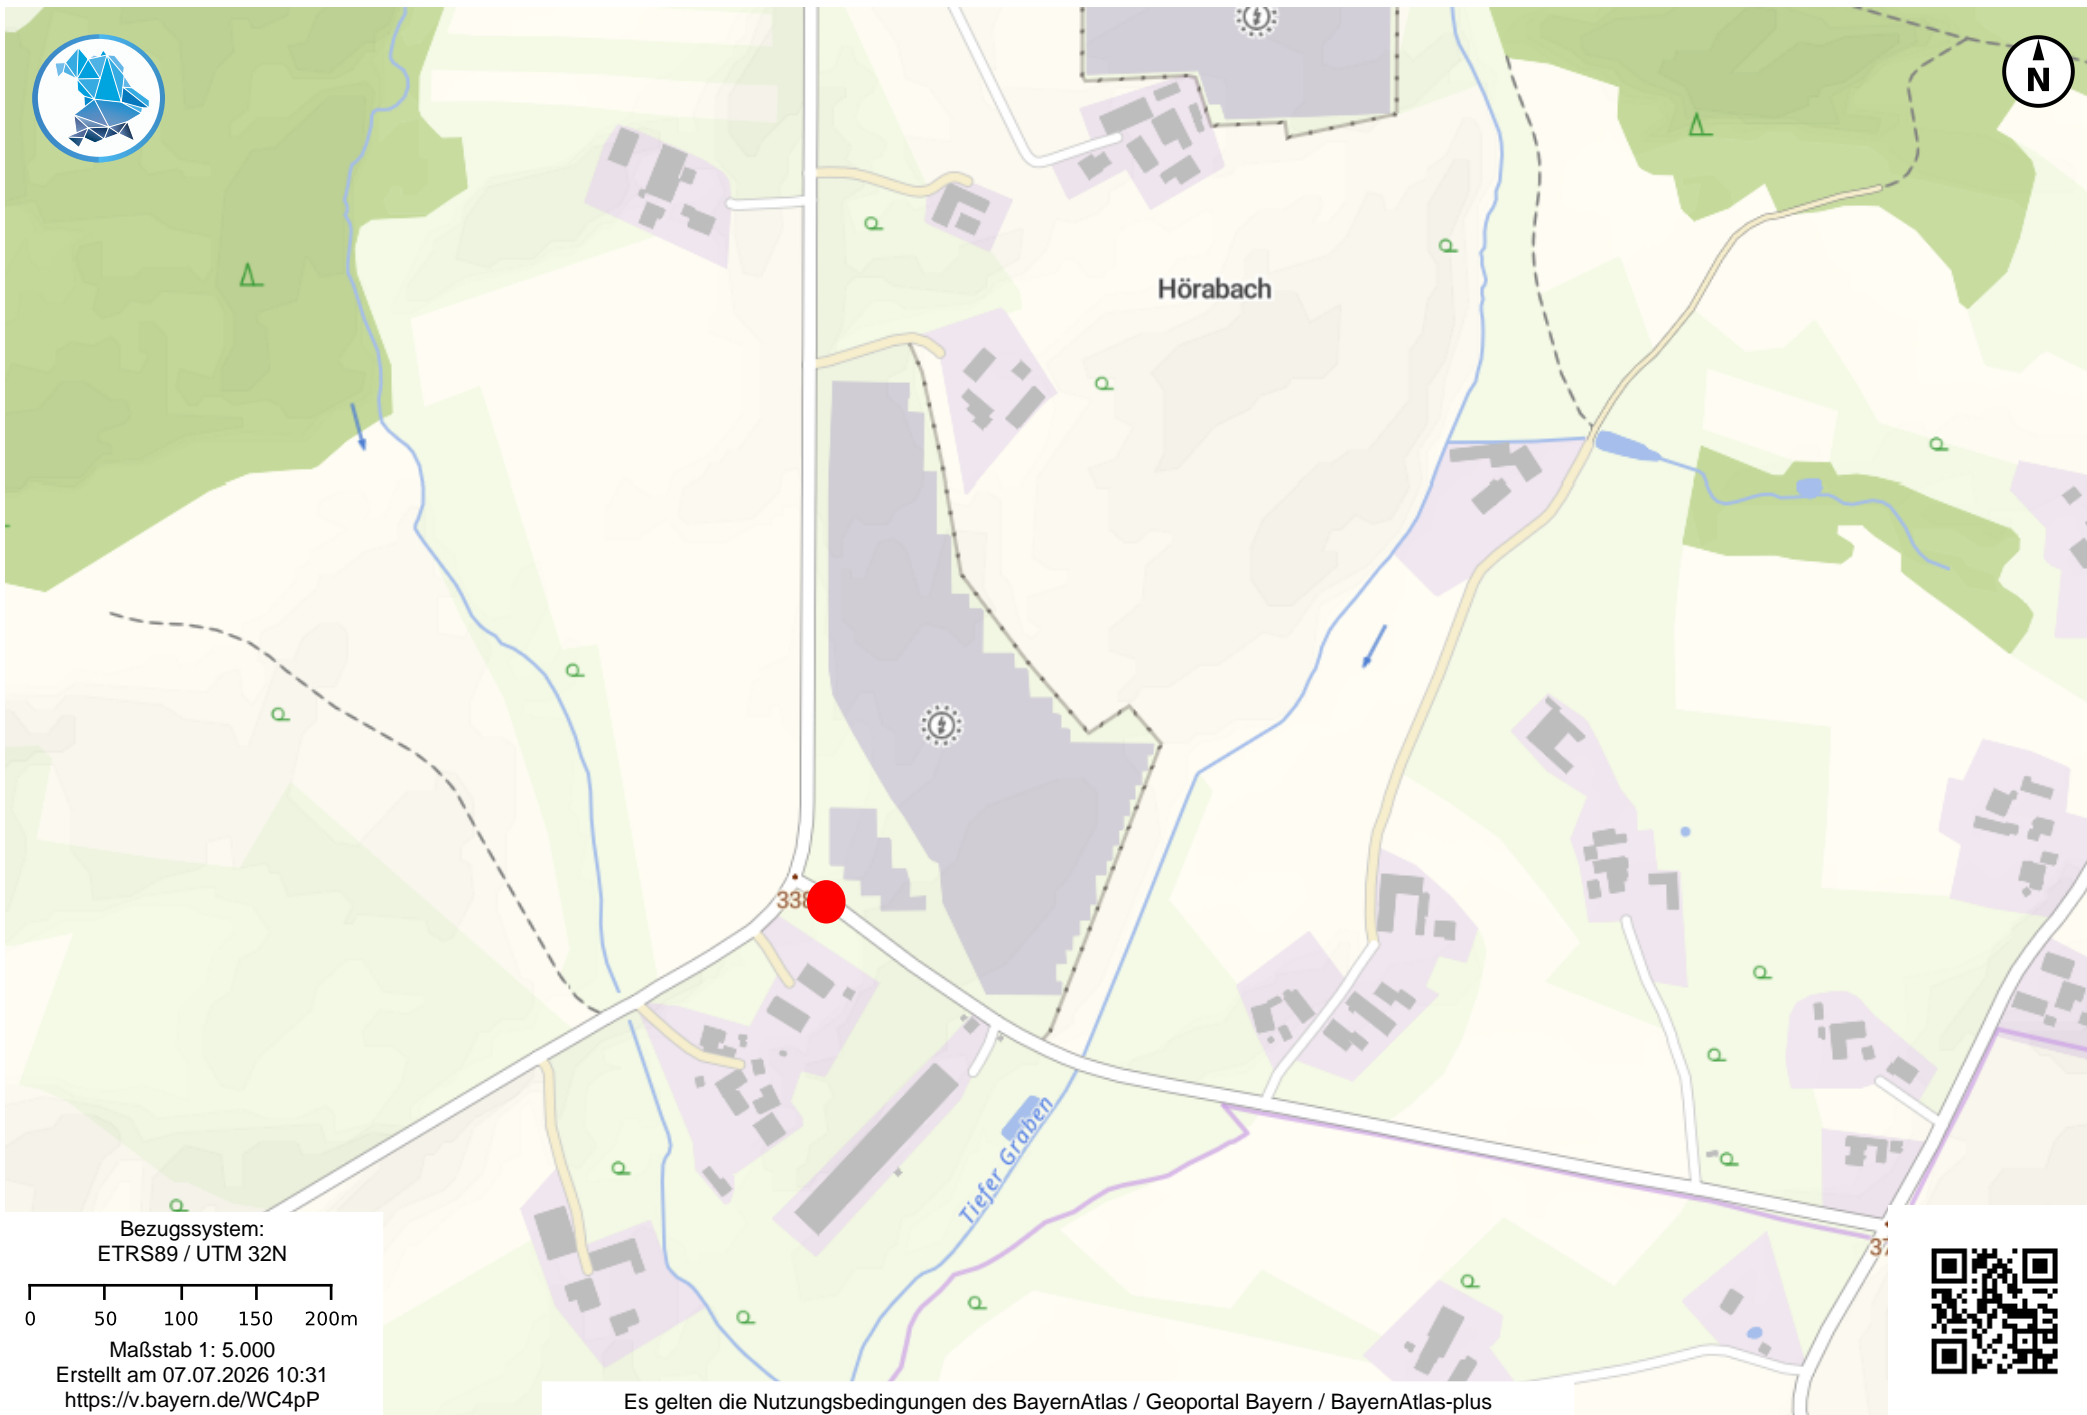 N
Hörabach
338
Tiefer Graben
37
Bezugssystem:
ETRS89 / UTM 32N
0 50 100 150 200m
Maßstab 1: 5.000
Erstellt am 07.07.2026 10:31
https://v.bayern.de/WC4pP
Es gelten die Nutzungsbedingungen des BayernAtlas / Geoportal Bayern / BayernAtlas-plus